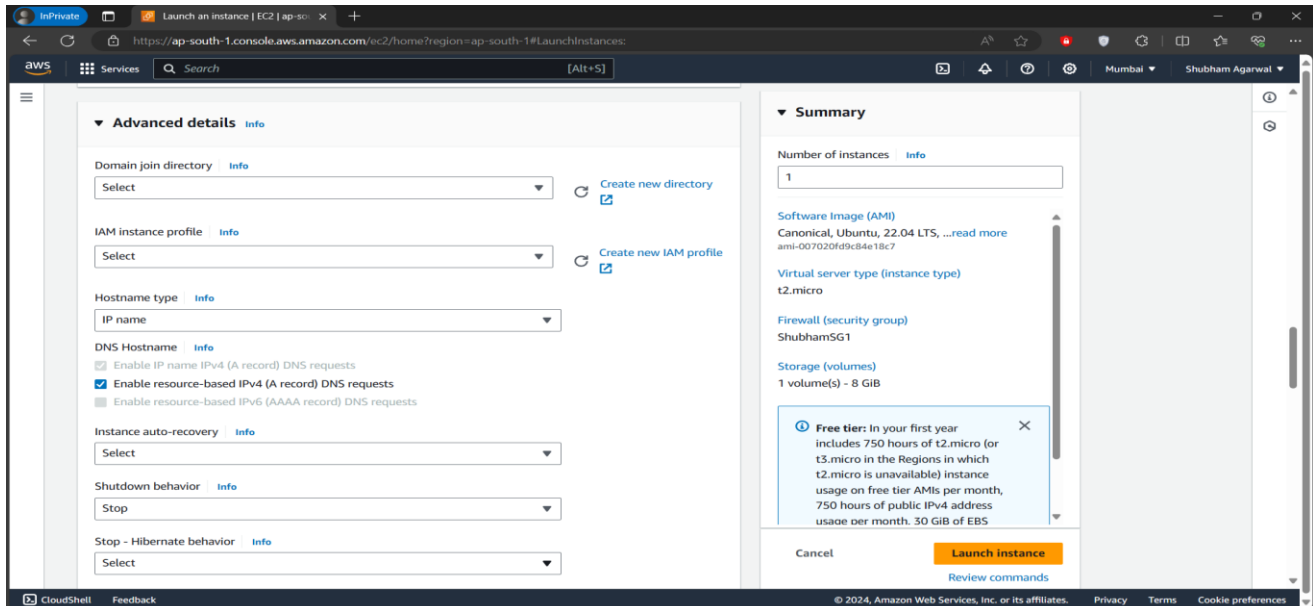 InPrivate
Launch an instance | EC2 | ap-sou
https://ap-south-1.console.aws.amazon.com/ec2/home?region=ap-south-1#LaunchInstances:
aws
Services
Search
[Alt+S]
Mumbai
Shubham Agarwal
Advanced details Info
Domain join directory Info
Select
Create new directory
IAM instance profile Info
Select
Create new IAM profile
Hostname type Info
IP name
DNS Hostname Info
Enable IP name IPv4 (A record) DNS requests
Enable resource-based IPv4 (A record) DNS requests
Enable resource-based IPv6 (AAAA record) DNS requests
Instance auto-recovery Info
Select
Shutdown behavior Info
Stop
Stop - Hibernate behavior Info
Select
Summary
Number of instances Info
1
Software Image (AMI)
Canonical, Ubuntu, 22.04 LTS, ...read more
ami-007020fd9c84e18c7
Virtual server type (instance type)
t2.micro
Firewall (security group)
ShubhamSG1
Storage (volumes)
1 volume(s) - 8 GiB
Free tier: In your first year
includes 750 hours of t2.micro (or
t3.micro in the Regions in which
t2.micro is unavailable) instance
usage on free tier AMIs per month,
750 hours of public IPv4 address
usage per month, 30 GiB of EBS
Cancel
Launch instance
Review commands
CloudShell
Feedback
© 2024, Amazon Web Services, Inc. or its affiliates.
Privacy
Terms
Cookie preferences